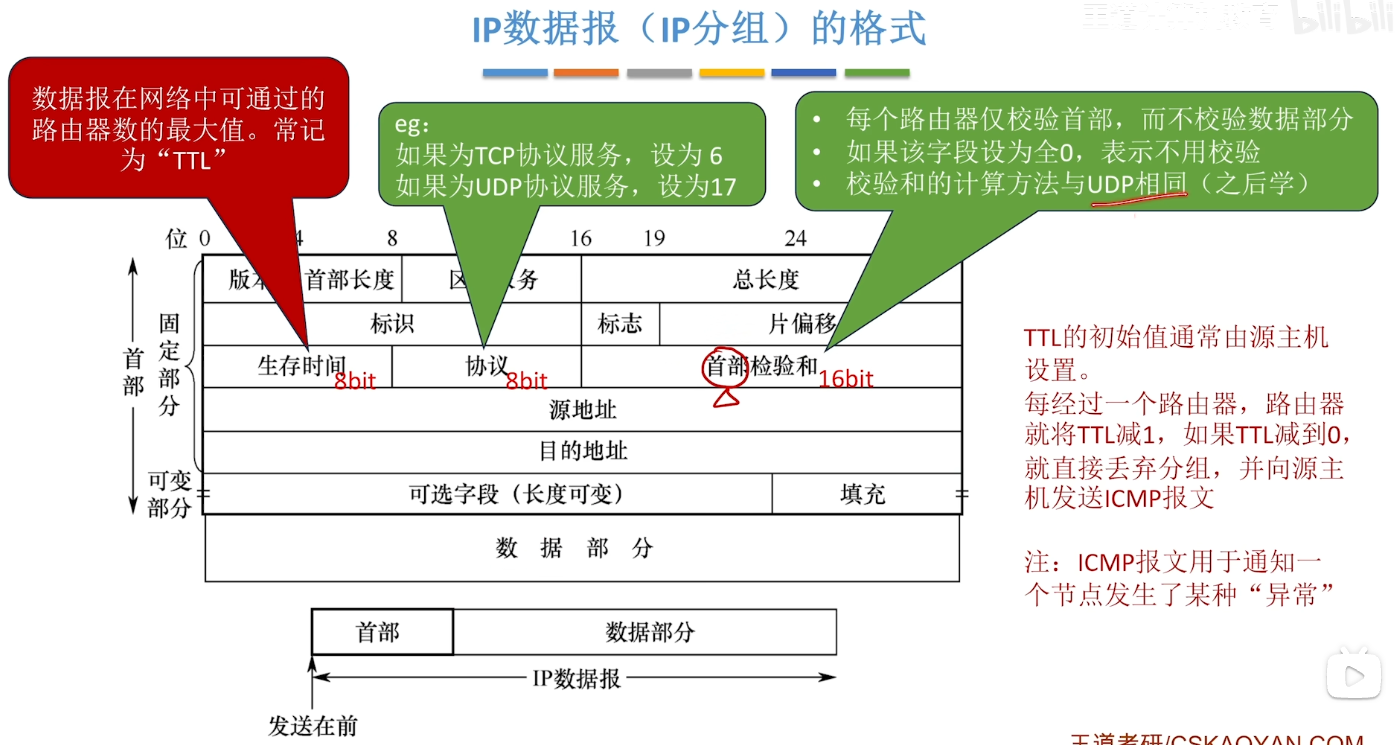 IP数据报（IP分组）的格式
bilibili
数据报在网络中可通过的
路由器数的最大值。常记
为“TTL”
eg：
如果为TCP协议服务，设为 6
如果为UDP协议服务，设为17
• 每个路由器仅校验首部，而不校验数据部分
• 如果该字段设为全0，表示不用校验
• 校验和的计算方法与UDP相同（之后学）
位 0 4 8 16 19 24
版本 首部长度 区 务 总长度
标识 标志 片偏移
生存时间 8bit 协议 8bit 首部检验和 16bit
源地址
目的地址
可选字段（长度可变） 填充
数 据 部 分
首部
固定部分
可变
部分
首部 数据部分
IP数据报
发送在前
TTL的初始值通常由源主机
设置。
每经过一个路由器，路由器
就将TTL减1，如果TTL减到0，
就直接丢弃分组，并向源主
机发送ICMP报文
注：ICMP报文用于通知一
个节点发生了某种“异常”
王道考研/CSKAOYAN.COM